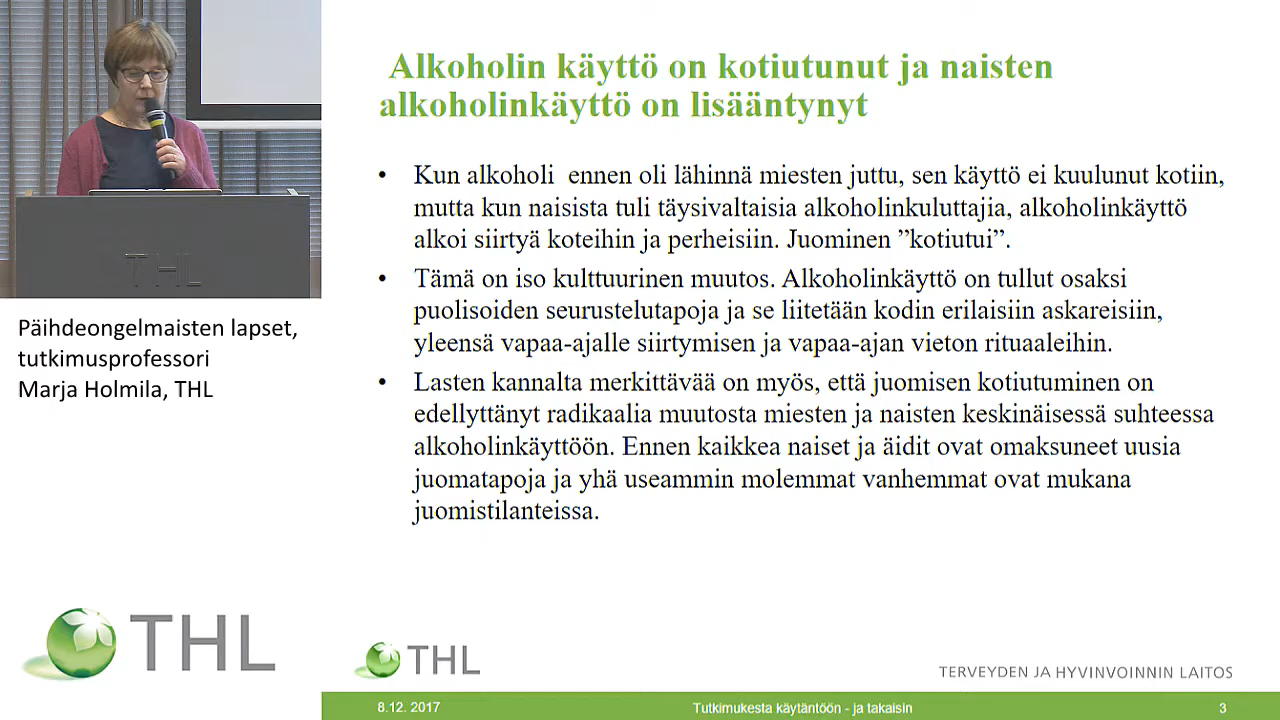 Alkoholin käyttö on kotiutunut ja naisten
alkoholinkäyttö on lisääntynyt
• Kun alkoholi  ennen oli lähinnä miesten juttu, sen käyttö ei kuulunut kotiin,
mutta kun naisista tuli täysivaltaisia alkoholinkuluttajia, alkoholinkäyttö
alkoi siirtyä koteihin ja perheisiin. Juominen ”kotiutui”.
• Tämä on iso kulttuurinen muutos. Alkoholinkäyttö on tullut osaksi
puolisoiden seurustelutapoja ja se liitetään kodin erilaisiin askareisiin,
yleensä vapaa-ajalle siirtymisen ja vapaa-ajan vieton rituaaleihin.
• Lasten kannalta merkittävää on myös, että juomisen kotiutuminen on
edellyttänyt radikaalia muutosta miesten ja naisten keskinäisessä suhteessa
alkoholinkäyttöön. Ennen kaikkea naiset ja äidit ovat omaksuneet uusia
juomatapoja ja yhä useammin molemmat vanhemmat ovat mukana
juomistilanteissa.
THL
Päihdeongelmaisten lapset,
tutkimusprofessori
Marja Holmila, THL
THL
THL
TERVEYDEN JA HYVINVOINNIN LAITOS
8.12. 2017
Tutkimukesta käytäntöön - ja takaisin
3